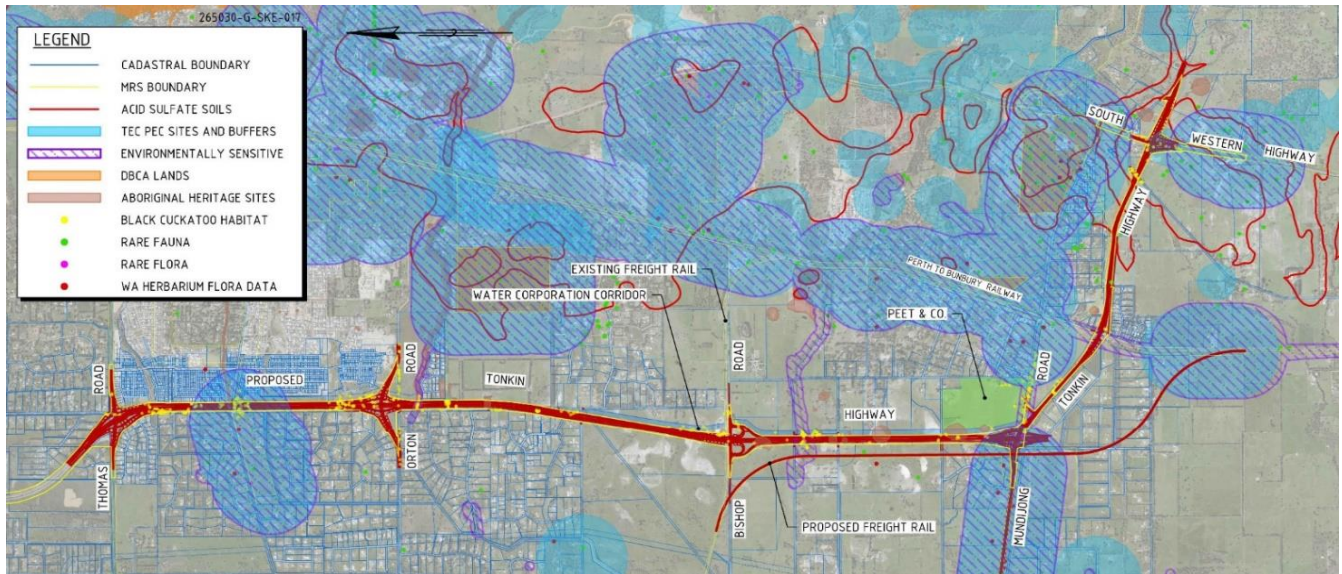 265030-G-SKE-017
LEGEND
CADASTRAL BOUNDARY
MRS BOUNDARY
ACID SULFATE SOILS
TEC PEC SITES AND BUFFERS
ENVIRONMENTALLY SENSITIVE
DBCA LANDS
ABORIGINAL HERITAGE SITES
BLACK CUCKATOO HABITAT
RARE FAUNA
RARE FLORA
WA HERBARIUM FLORA DATA
SOUTH
WESTERN
HIGHWAY
HIGHWAY
EXISTING FREIGHT RAIL
PERTH TO BUNBURY RAILWAY
WATER CORPORATION CORRIDOR
PEET & CO.
ROAD
ROAD
ROAD
ROAD
PROPOSED
TONKIN
TONKIN
HIGHWAY
THOMAS
ORTON
BISHOP
PROPOSED FREIGHT RAIL
MUNDIJONG